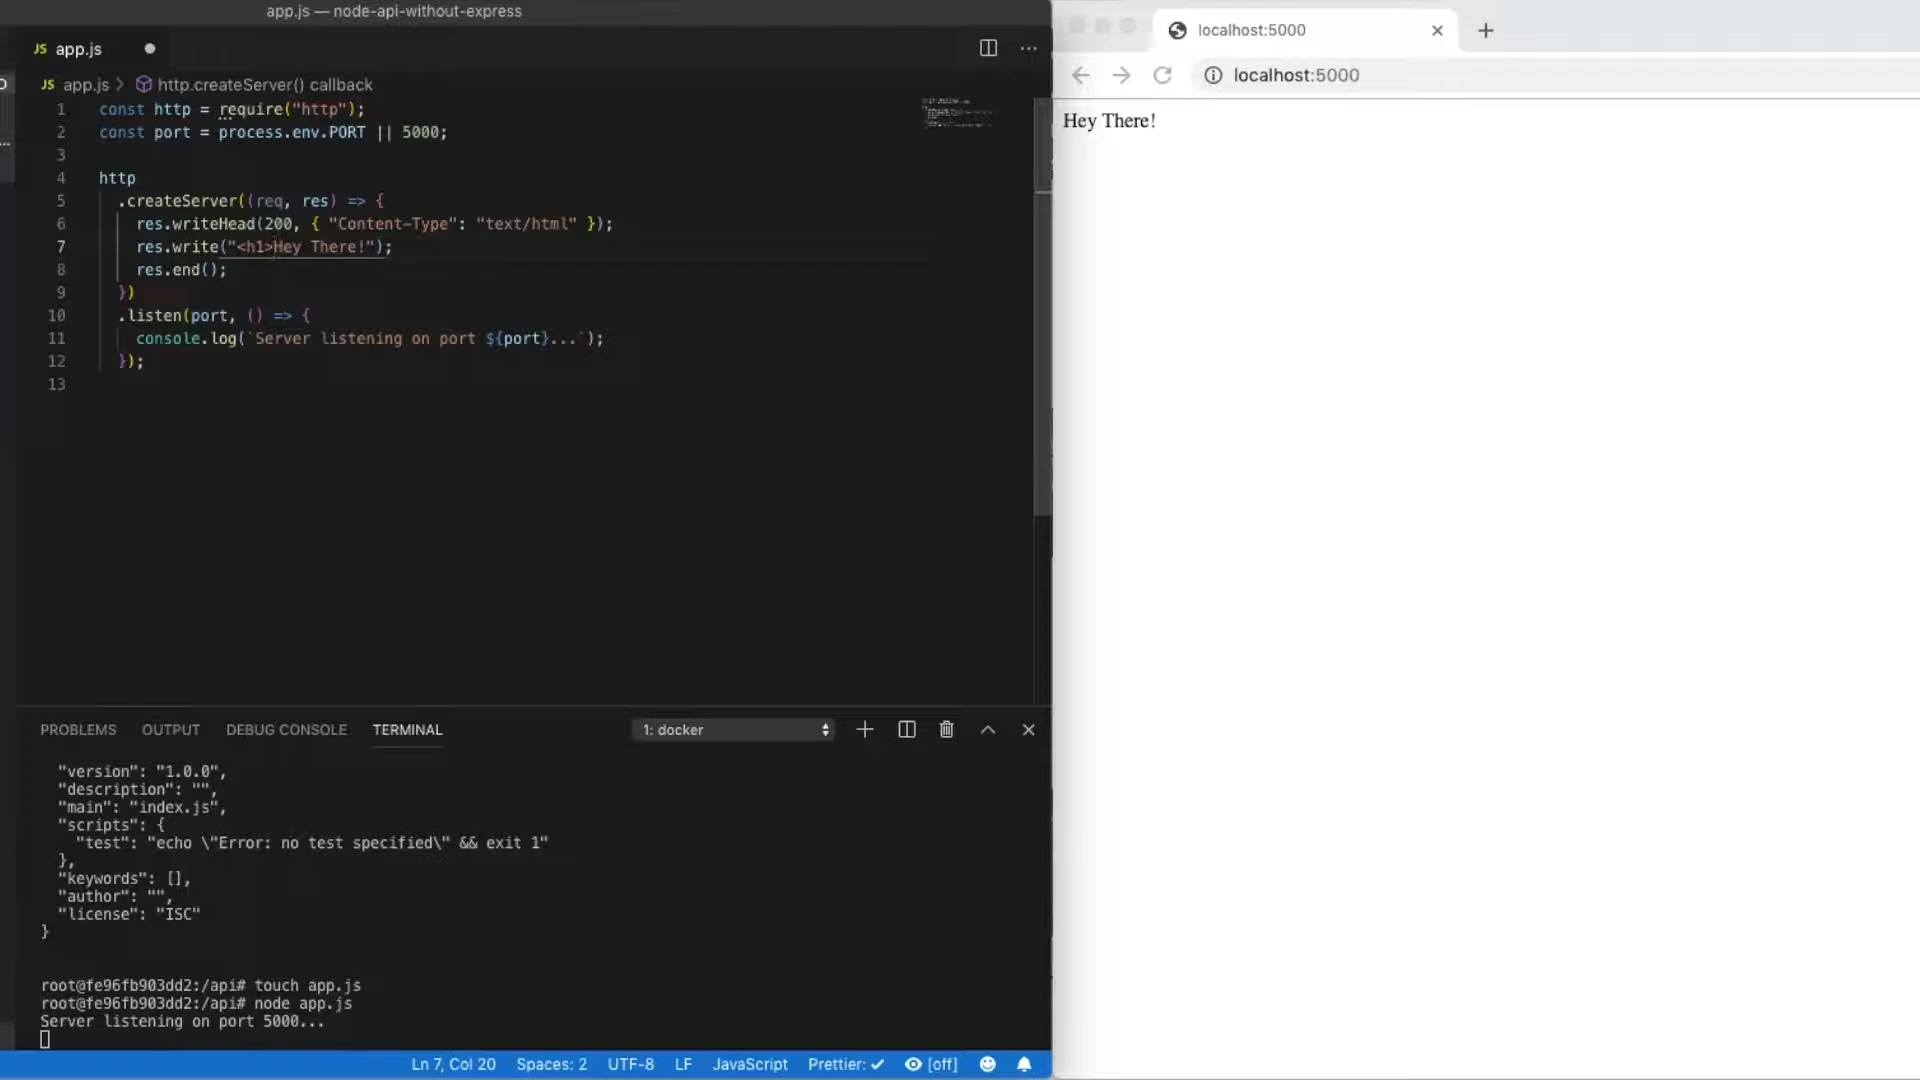 app.js — node-api-without-express
JS app.js
JS app.js > http.createServer() callback
1 const http = require("http");
2 const port = process.env.PORT || 5000;
3
4 http
5 .createServer((req, res) => {
6 res.writeHead(200, { "Content-Type": "text/html" });
7 res.write("<h1>Hey There!");
8 res.end();
9 })
10 .listen(port, () => {
11 console.log(`Server listening on port ${port}...`);
12 });
13
PROBLEMS OUTPUT DEBUG CONSOLE TERMINAL 1: docker
"version": "1.0.0",
"description": "",
"main": "index.js",
"scripts": {
"test": "echo \"Error: no test specified\" && exit 1"
},
"keywords": [],
"author": "",
"license": "ISC"
}
root@fe96fb903dd2:/api# touch app.js
root@fe96fb903dd2:/api# node app.js
Server listening on port 5000...
Ln 7, Col 20 Spaces: 2 UTF-8 LF JavaScript Prettier: ✓ [off]
localhost:5000
localhost:5000
Hey There!